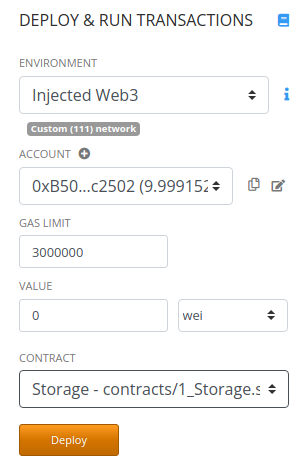 DEPLOY & RUN TRANSACTIONS
ENVIRONMENT
Injected Web3
Custom (111) network
ACCOUNT
0xB50...c2502 (9.999152
GAS LIMIT
3000000
VALUE
0 wei
CONTRACT
Storage - contracts/1_Storage.s
Deploy